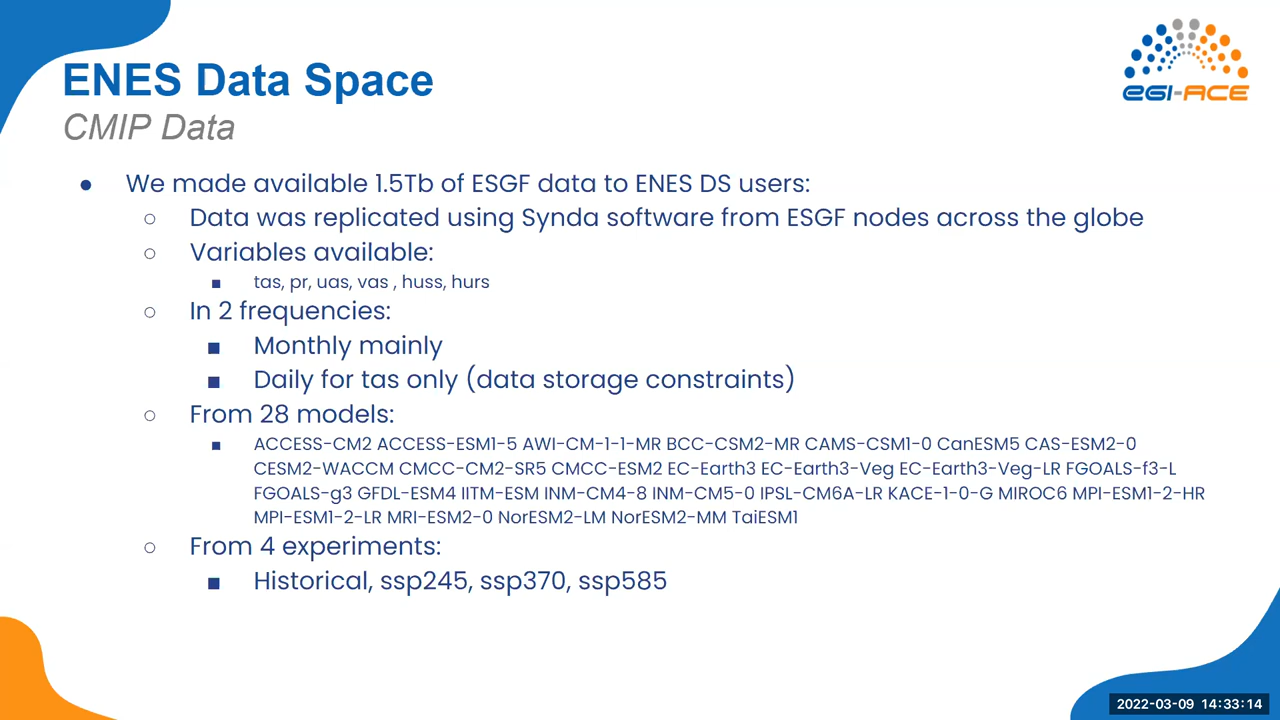 ENES Data Space
CMIP Data
EGI-ACE
● We made available 1.5Tb of ESGF data to ENES DS users:
○ Data was replicated using Synda software from ESGF nodes across the globe
○ Variables available:
■ tas, pr, uas, vas , huss, hurs
○ In 2 frequencies:
■ Monthly mainly
■ Daily for tas only (data storage constraints)
○ From 28 models:
■ ACCESS-CM2 ACCESS-ESM1-5 AWI-CM-1-1-MR BCC-CSM2-MR CAMS-CSM1-0 CanESM5 CAS-ESM2-0
CESM2-WACCM CMCC-CM2-SR5 CMCC-ESM2 EC-Earth3 EC-Earth3-Veg EC-Earth3-Veg-LR FGOALS-f3-L
FGOALS-g3 GFDL-ESM4 IITM-ESM INM-CM4-8 INM-CM5-0 IPSL-CM6A-LR KACE-1-0-G MIROC6 MPI-ESM1-2-HR
MPI-ESM1-2-LR MRI-ESM2-0 NorESM2-LM NorESM2-MM TaiESM1
○ From 4 experiments:
■ Historical, ssp245, ssp370, ssp585
2022-03-09 14:33:14